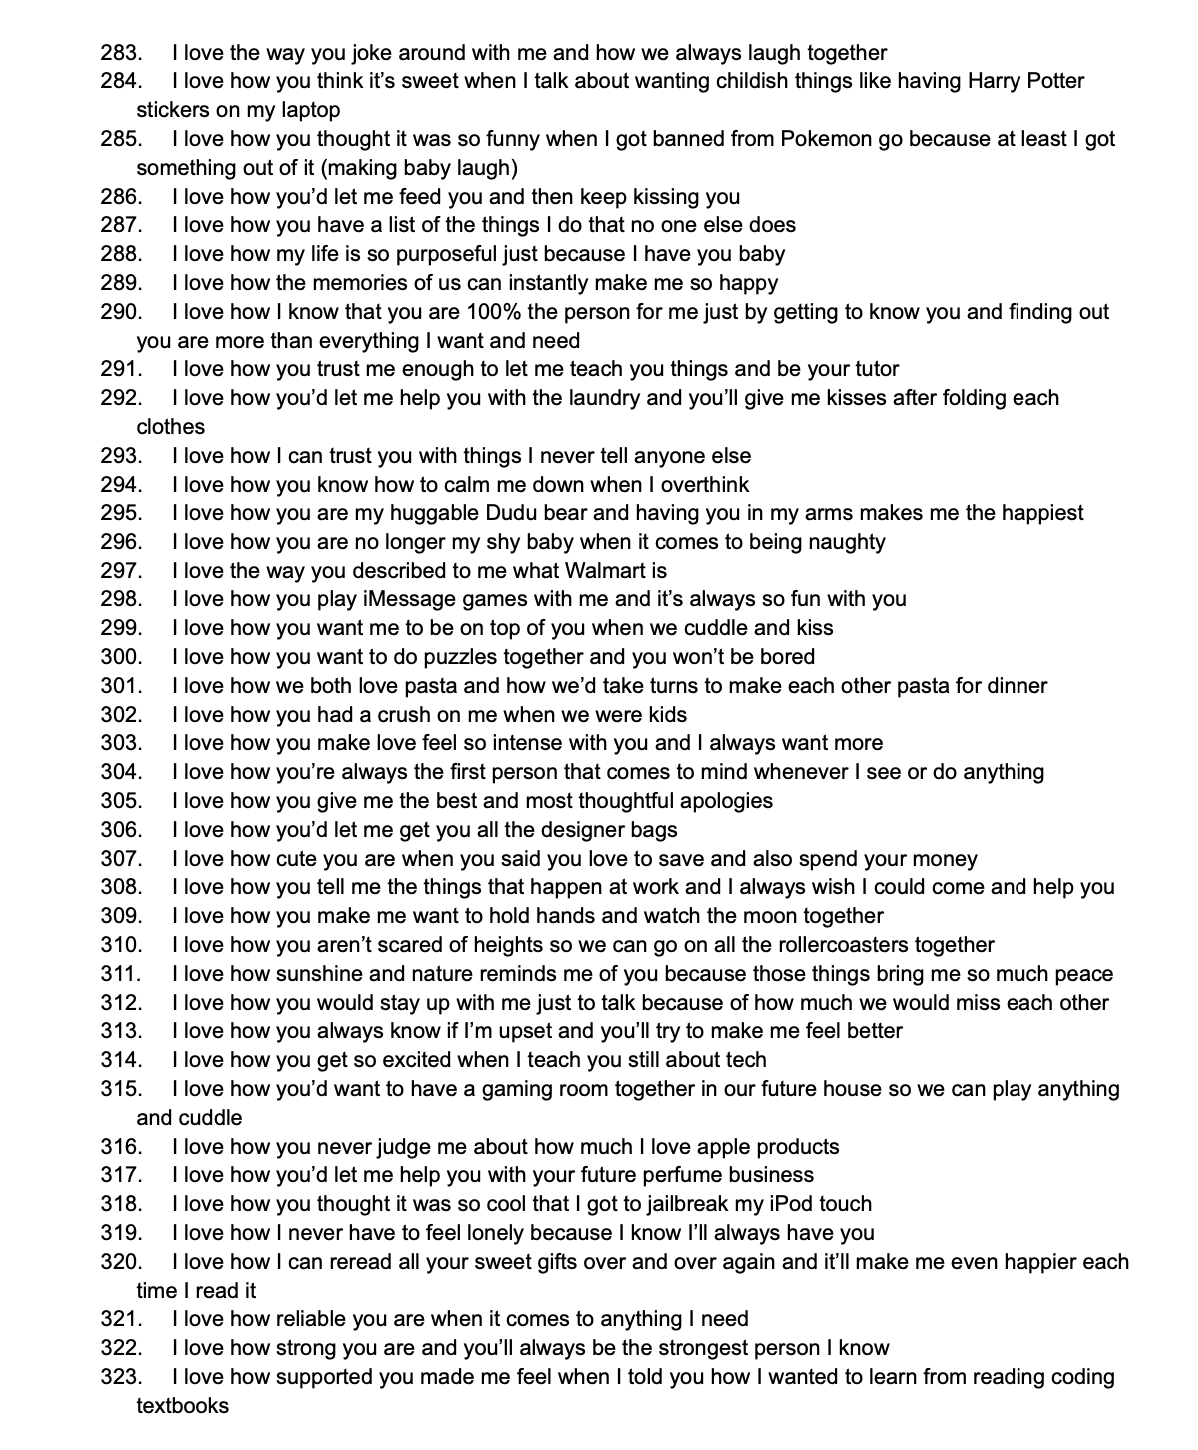 283. I love the way you joke around with me and how we always laugh together
284. I love how you think it’s sweet when I talk about wanting childish things like having Harry Potter
stickers on my laptop
285. I love how you thought it was so funny when I got banned from Pokemon go because at least I got
something out of it (making baby laugh)
286. I love how you’d let me feed you and then keep kissing you
287. I love how you have a list of the things I do that no one else does
288. I love how my life is so purposeful just because I have you baby
289. I love how the memories of us can instantly make me so happy
290. I love how I know that you are 100% the person for me just by getting to know you and finding out
you are more than everything I want and need
291. I love how you trust me enough to let me teach you things and be your tutor
292. I love how you’d let me help you with the laundry and you’ll give me kisses after folding each
clothes
293. I love how I can trust you with things I never tell anyone else
294. I love how you know how to calm me down when I overthink
295. I love how you are my huggable Dudu bear and having you in my arms makes me the happiest
296. I love how you are no longer my shy baby when it comes to being naughty
297. I love the way you described to me what Walmart is
298. I love how you play iMessage games with me and it’s always so fun with you
299. I love how you want me to be on top of you when we cuddle and kiss
300. I love how you want to do puzzles together and you won’t be bored
301. I love how we both love pasta and how we’d take turns to make each other pasta for dinner
302. I love how you had a crush on me when we were kids
303. I love how you make love feel so intense with you and I always want more
304. I love how you’re always the first person that comes to mind whenever I see or do anything
305. I love how you give me the best and most thoughtful apologies
306. I love how you’d let me get you all the designer bags
307. I love how cute you are when you said you love to save and also spend your money
308. I love how you tell me the things that happen at work and I always wish I could come and help you
309. I love how you make me want to hold hands and watch the moon together
310. I love how you aren’t scared of heights so we can go on all the rollercoasters together
311. I love how sunshine and nature reminds me of you because those things bring me so much peace
312. I love how you would stay up with me just to talk because of how much we would miss each other
313. I love how you always know if I’m upset and you’ll try to make me feel better
314. I love how you get so excited when I teach you still about tech
315. I love how you’d want to have a gaming room together in our future house so we can play anything
and cuddle
316. I love how you never judge me about how much I love apple products
317. I love how you’d let me help you with your future perfume business
318. I love how you thought it was so cool that I got to jailbreak my iPod touch
319. I love how I never have to feel lonely because I know I’ll always have you
320. I love how I can reread all your sweet gifts over and over again and it’ll make me even happier each
time I read it
321. I love how reliable you are when it comes to anything I need
322. I love how strong you are and you’ll always be the strongest person I know
323. I love how supported you made me feel when I told you how I wanted to learn from reading coding
textbooks